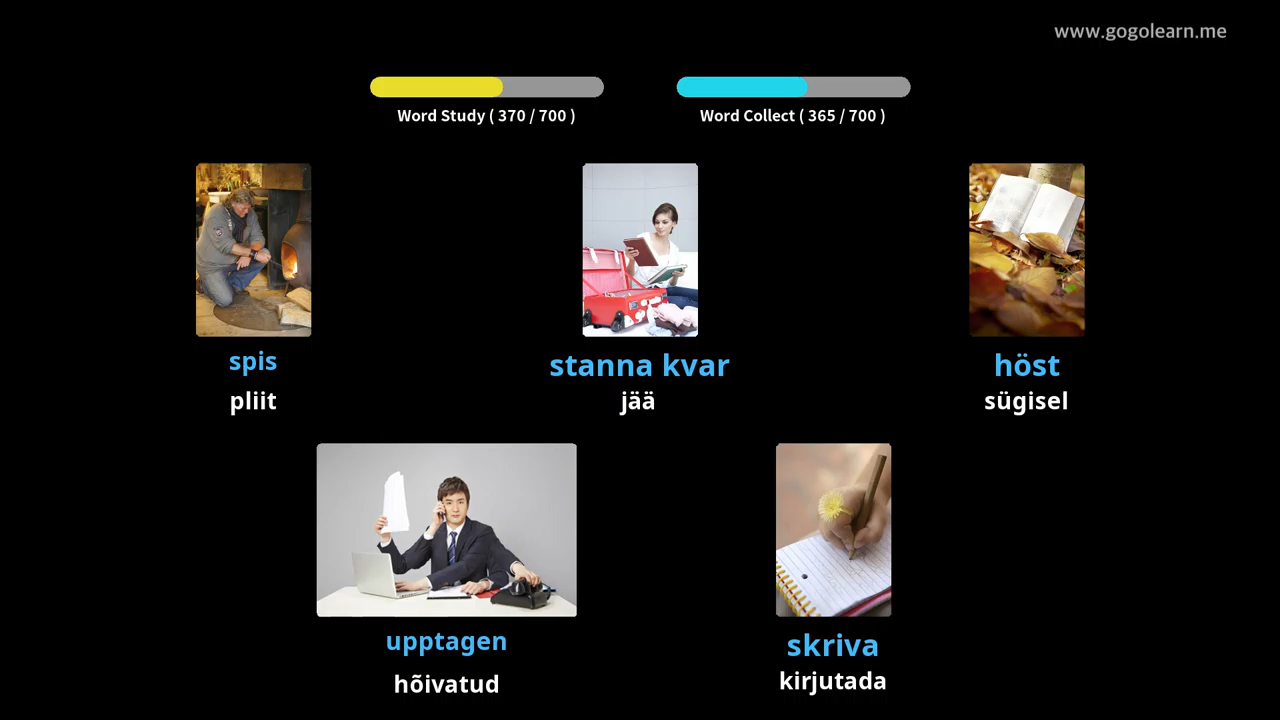 www.gogolearn.me
Word Study ( 370 / 700 )
Word Collect ( 365 / 700 )
spis
pliit
stanna kvar
jää
höst
sügisel
upptagen
hõivatud
skriva
kirjutada